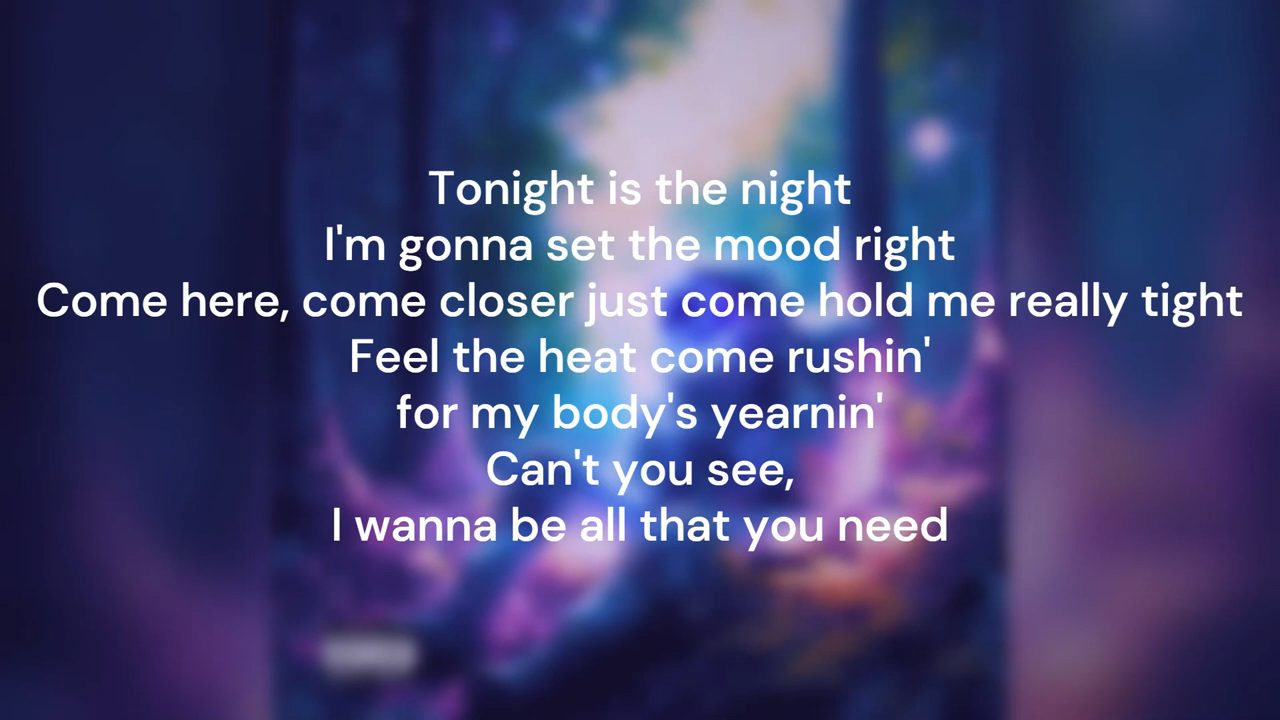 Tonight is the night
I'm gonna set the mood right
Come here, come closer just come hold me really tight
Feel the heat come rushin'
for my body's yearnin'
Can't you see,
I wanna be all that you need